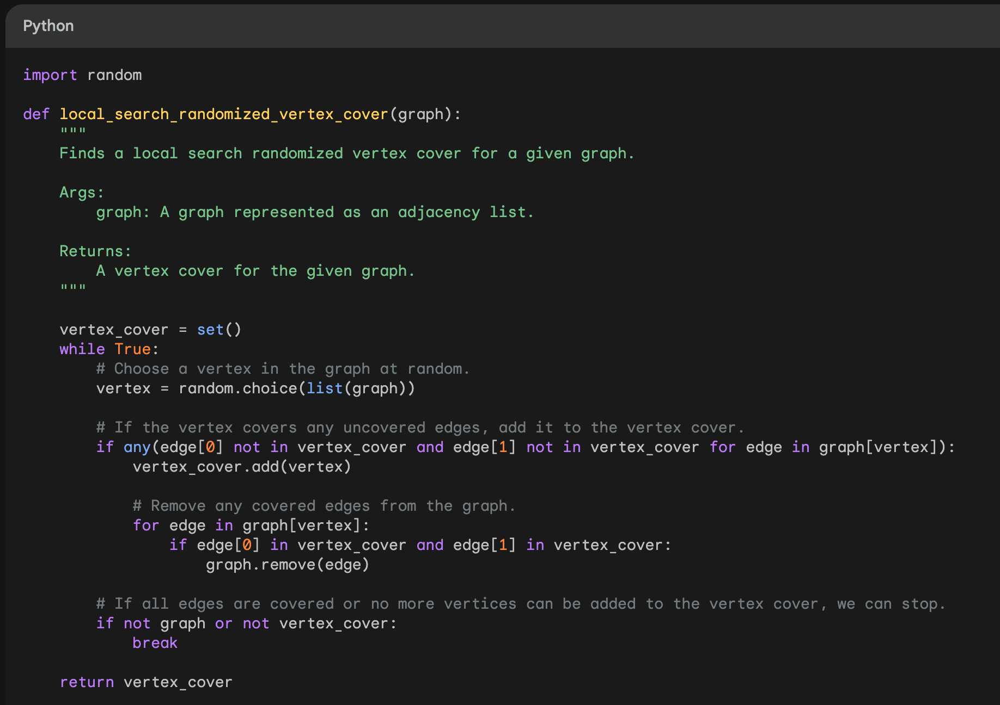 Python
import random
def local_search_randomized_vertex_cover(graph):
    """
    Finds a local search randomized vertex cover for a given graph.
    Args:
        graph: A graph represented as an adjacency list.
    Returns:
        A vertex cover for the given graph.
    """
    vertex_cover = set()
    while True:
        # Choose a vertex in the graph at random.
        vertex = random.choice(list(graph))
        # If the vertex covers any uncovered edges, add it to the vertex cover.
        if any(edge[0] not in vertex_cover and edge[1] not in vertex_cover for edge in graph[vertex]):
            vertex_cover.add(vertex)
            # Remove any covered edges from the graph.
            for edge in graph[vertex]:
                if edge[0] in vertex_cover and edge[1] in vertex_cover:
                    graph.remove(edge)
        # If all edges are covered or no more vertices can be added to the vertex cover, we can stop.
        if not graph or not vertex_cover:
            break
    return vertex_cover